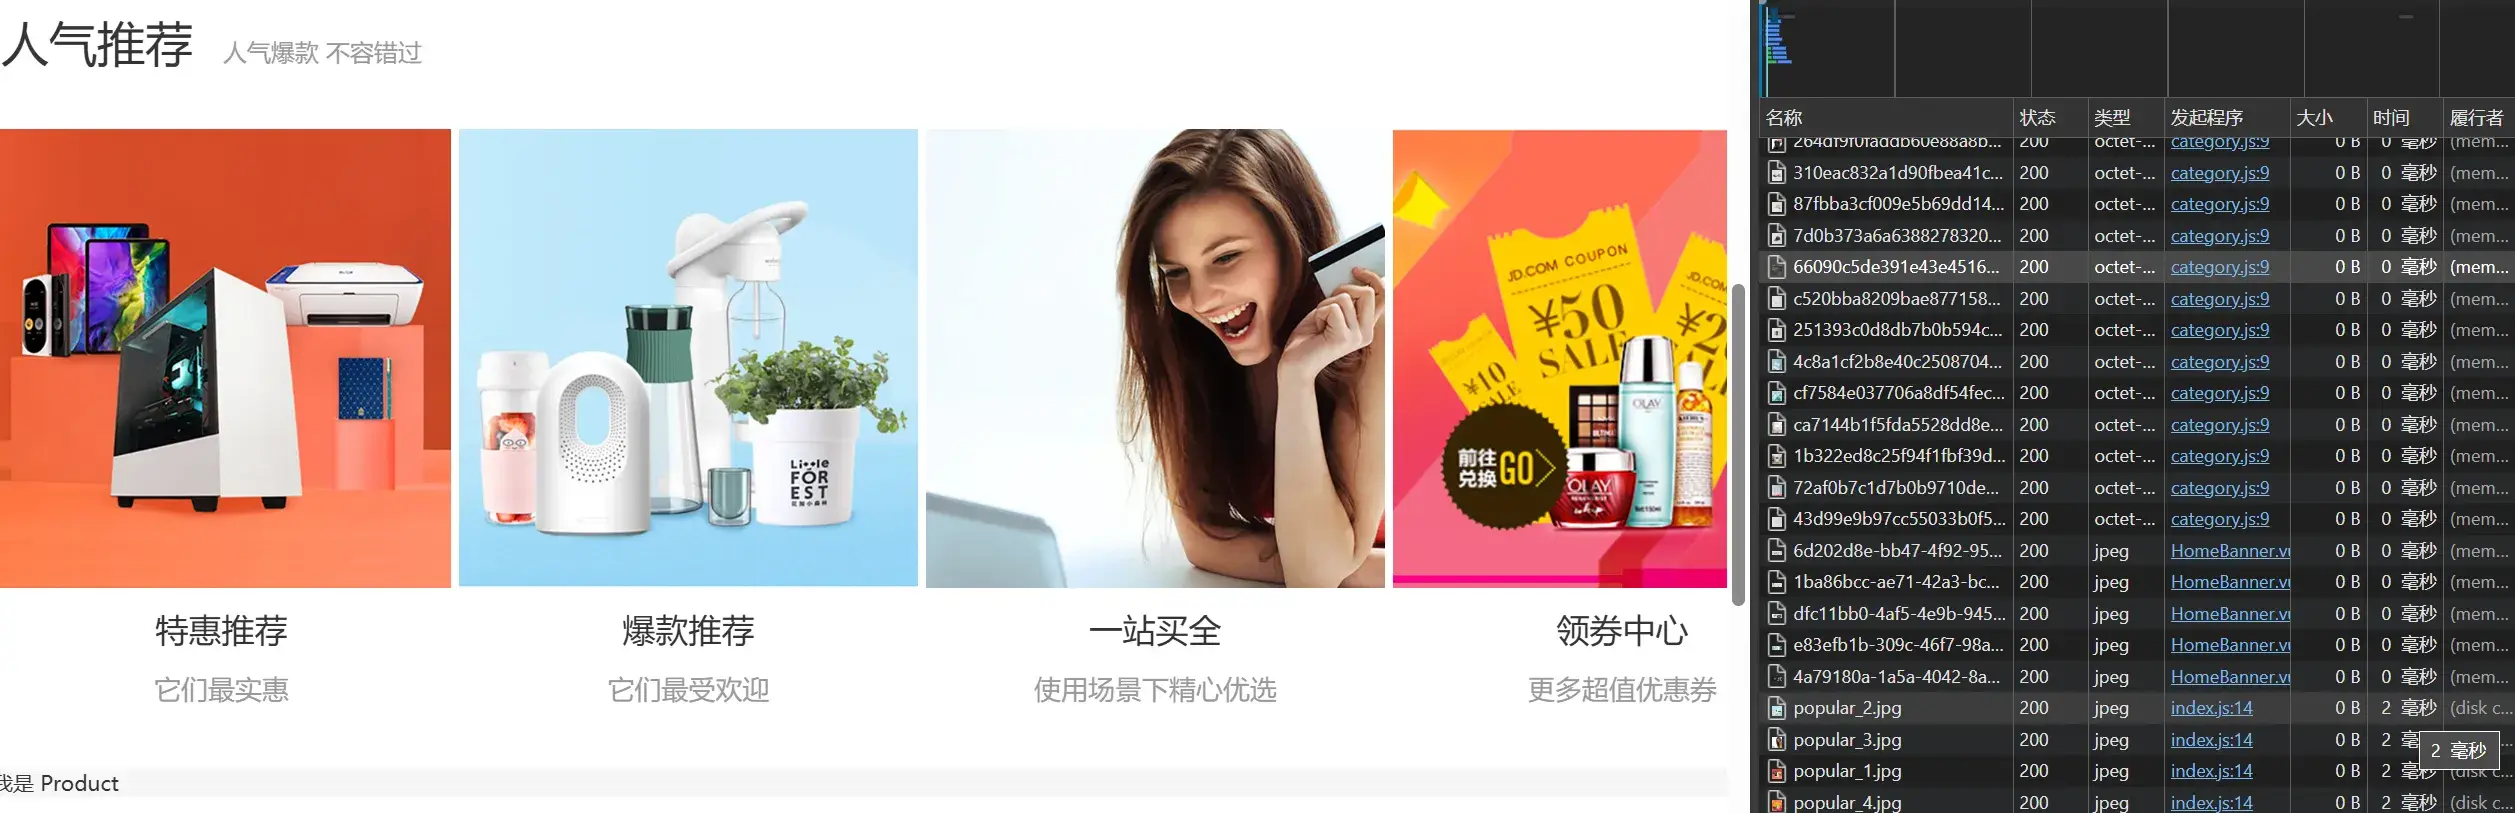 人气推荐 人气爆款 不容错过
JD.COM COUPON
¥50
SALE
¥10
SALE
JD.COM
Little
FOR
EST
花园小森林
OLAY
OLAY
前往
兑换GO
特惠推荐
它们最实惠
爆款推荐
它们最受欢迎
一站买全
使用场景下精心优选
领券中心
更多超值优惠券
我是 Product
名称 状态 类型 发起程序 大小 时间 履行者
264df9f0faddb60e88a8b... 200 octet-... category.js:9 0 B 0 毫秒 (mem...
310eac832a1d90fbea41c... 200 octet-... category.js:9 0 B 0 毫秒 (mem...
87fbba3cf009e5b69dd14... 200 octet-... category.js:9 0 B 0 毫秒 (mem...
7d0b373a6a6388278320... 200 octet-... category.js:9 0 B 0 毫秒 (mem...
66090c5de391e43e4516... 200 octet-... category.js:9 0 B 0 毫秒 (mem...
c520bba8209bae877158... 200 octet-... category.js:9 0 B 0 毫秒 (mem...
251393c0d8db7b0b594c... 200 octet-... category.js:9 0 B 0 毫秒 (mem...
4c8a1cf2b8e40c2508704... 200 octet-... category.js:9 0 B 0 毫秒 (mem...
cf7584e037706a8df54fec... 200 octet-... category.js:9 0 B 0 毫秒 (mem...
ca7144b1f5fda5528dd8e... 200 octet-... category.js:9 0 B 0 毫秒 (mem...
1b322ed8c25f94f1fbf39d... 200 octet-... category.js:9 0 B 0 毫秒 (mem...
72af0b7c1d7b0b9710de... 200 octet-... category.js:9 0 B 0 毫秒 (mem...
43d99e9b97cc55033b0f5... 200 octet-... category.js:9 0 B 0 毫秒 (mem...
6d202d8e-bb47-4f92-95... 200 jpeg HomeBanner.vu 0 B 0 毫秒 (mem...
1ba86bcc-ae71-42a3-bc... 200 jpeg HomeBanner.vu 0 B 0 毫秒 (mem...
dfc11bb0-4af5-4e9b-945... 200 jpeg HomeBanner.vu 0 B 0 毫秒 (mem...
e83efb1b-309c-46f7-98a... 200 jpeg HomeBanner.vu 0 B 0 毫秒 (mem...
4a79180a-1a5a-4042-8a... 200 jpeg HomeBanner.vu 0 B 0 毫秒 (mem...
popular_2.jpg 200 jpeg index.js:14 0 B 2 毫秒 (disk c...
popular_3.jpg 200 jpeg index.js:14 0 B 2 毫
2 毫秒
popular_1.jpg 200 jpeg index.js:14 0 B 2 毫秒 (disk c...
popular_4.jpg 200 jpeg index.js:14 0 B 2 毫秒 (disk c...